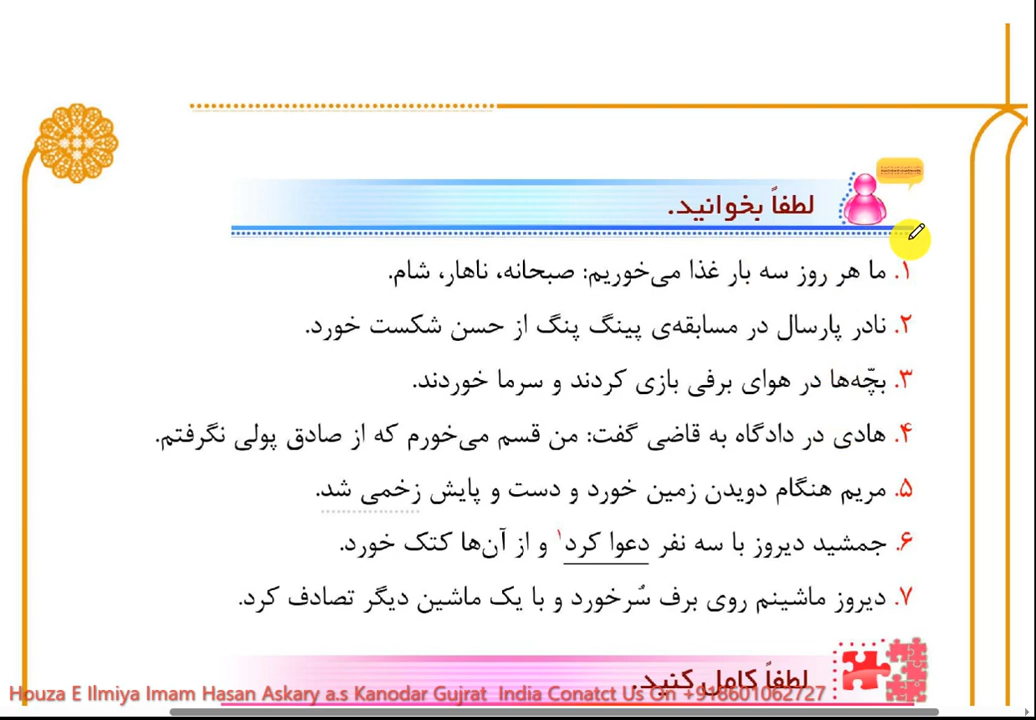 لطفاً بخوانید.
۱. ما هر روز سه بار غذا می‌خوریم: صبحانه، ناهار، شام.
۲. نادر پارسال در مسابقه‌ی پینگ پنگ از حسن شکست خورد.
۳. بچّه‌ها در هوای برفی بازی کردند و سرما خوردند.
۴. هادی در دادگاه به قاضی گفت: من قسم می‌خورم که از صادق پولی نگرفتم.
۵. مریم هنگام دویدن زمین خورد و دست و پایش زخمی شد.
۶. جمشید دیروز با سه نفر دعوا کرد۱ و از آن‌ها کتک خورد.
۷. دیروز ماشینم روی برف سُرخورد و با یک ماشین دیگر تصادف کرد.
لطفاً کامل کنید.
Houza E Ilmiya Imam Hasan Askary a.s Kanodar Gujrat India Conatct Us On +918601062727